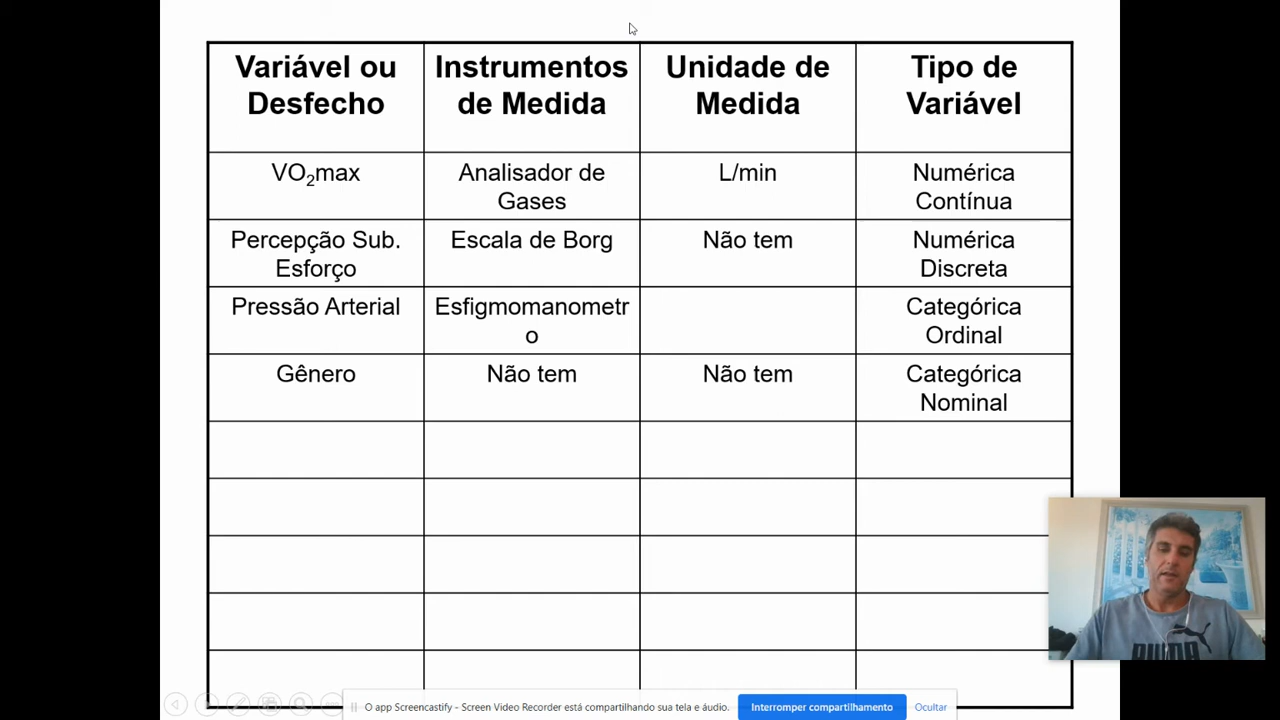 Variável ou
Desfecho
Instrumentos
de Medida
Unidade de
Medida
Tipo de
Variável
VO₂max
Analisador de
Gases
L/min
Numérica
Contínua
Percepção Sub.
Esforço
Escala de Borg
Não tem
Numérica
Discreta
Pressão Arterial
Esfigmomanometr
o
Categórica
Ordinal
Gênero
Não tem
Não tem
Categórica
Nominal
PUMA
O app Screencastify - Screen Video Recorder está compartilhando sua tela e áudio.
Interromper compartilhamento
Ocultar